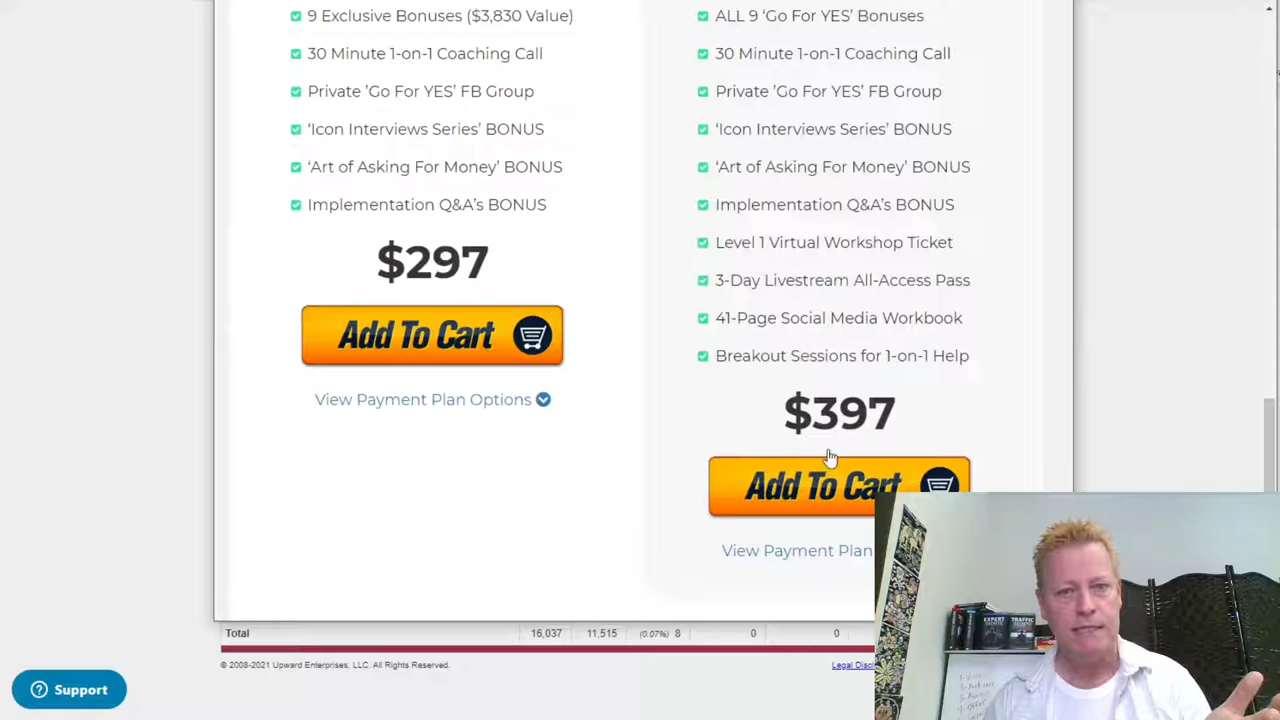 9 Exclusive Bonuses ($3,830 Value)
30 Minute 1-on-1 Coaching Call
Private 'Go For YES' FB Group
'Icon Interviews Series' BONUS
'Art of Asking For Money' BONUS
Implementation Q&A's BONUS
$297
Add To Cart
View Payment Plan Options
ALL 9 'Go For YES' Bonuses
30 Minute 1-on-1 Coaching Call
Private 'Go For YES' FB Group
'Icon Interviews Series' BONUS
'Art of Asking For Money' BONUS
Implementation Q&A's BONUS
Level 1 Virtual Workshop Ticket
3-Day Livestream All-Access Pass
41-Page Social Media Workbook
Breakout Sessions for 1-on-1 Help
$397
Add To Cart
View Payment Plan
Total 16,037 11,515 (0.07%) 8 0 0
© 2008-2021 Upward Enterprises, LLC. All Rights Reserved.
Legal Discl
Support
EXPERT
TRAFFIC